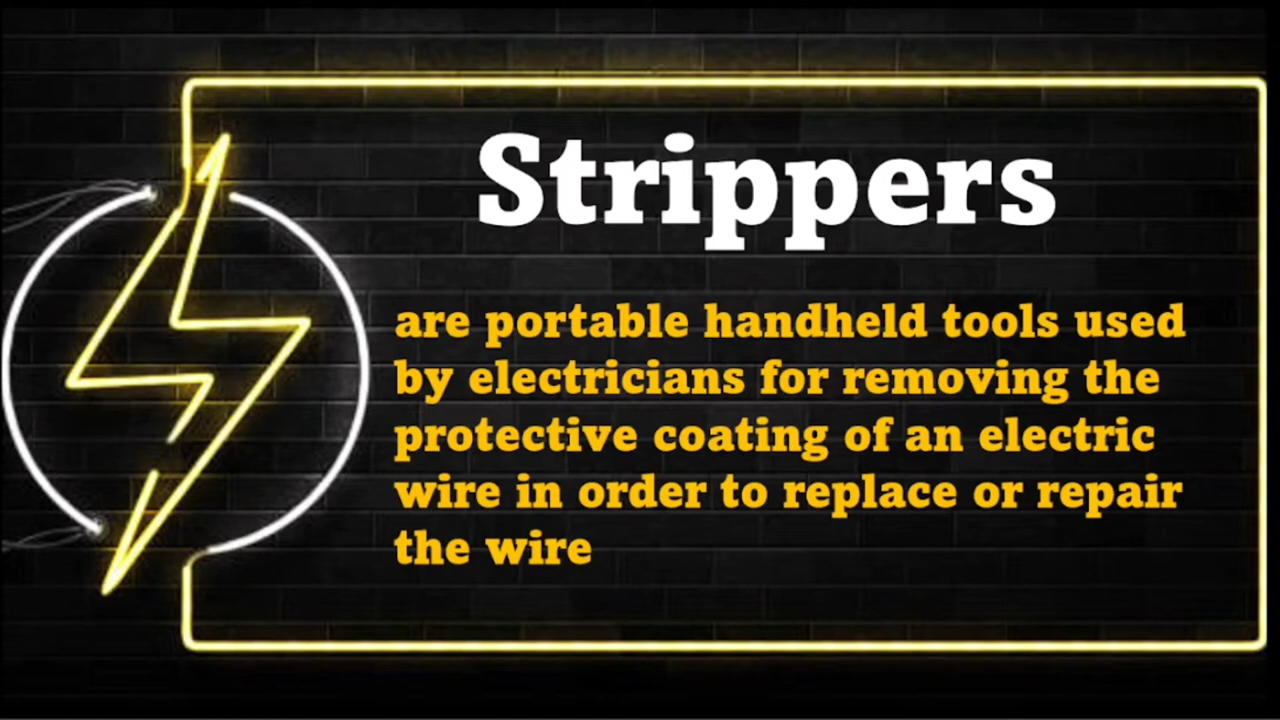 Strippers
are portable handheld tools used
by electricians for removing the
protective coating of an electric
wire in order to replace or repair
the wire